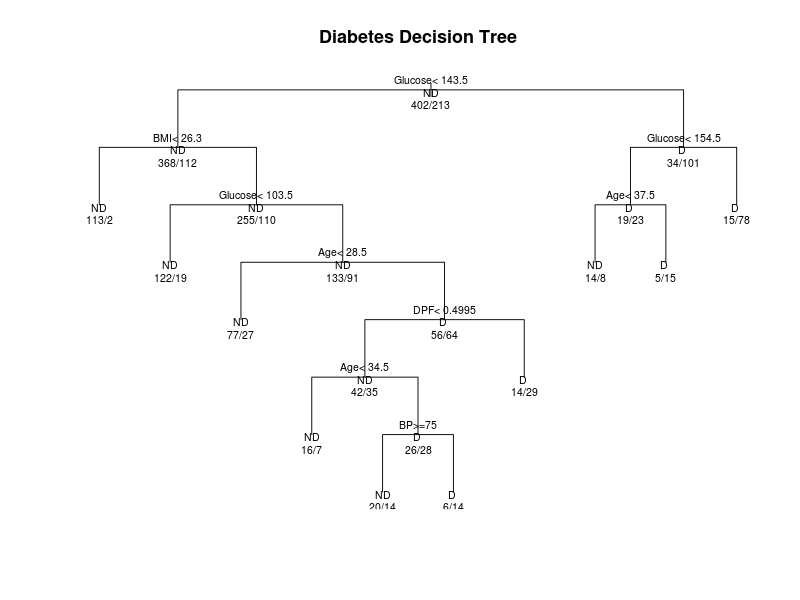 Diabetes Decision Tree
Glucose< 143.5
ND
402/213
BMI< 26.3
ND
368/112
Glucose< 154.5
D
34/101
ND
113/2
Glucose< 103.5
ND
255/110
Age< 37.5
D
19/23
D
15/78
ND
122/19
Age< 28.5
ND
133/91
ND
14/8
D
5/15
ND
77/27
DPF< 0.4995
D
56/64
Age< 34.5
ND
42/35
D
14/29
ND
16/7
BP>=75
D
26/28
ND
20/14
D
6/14